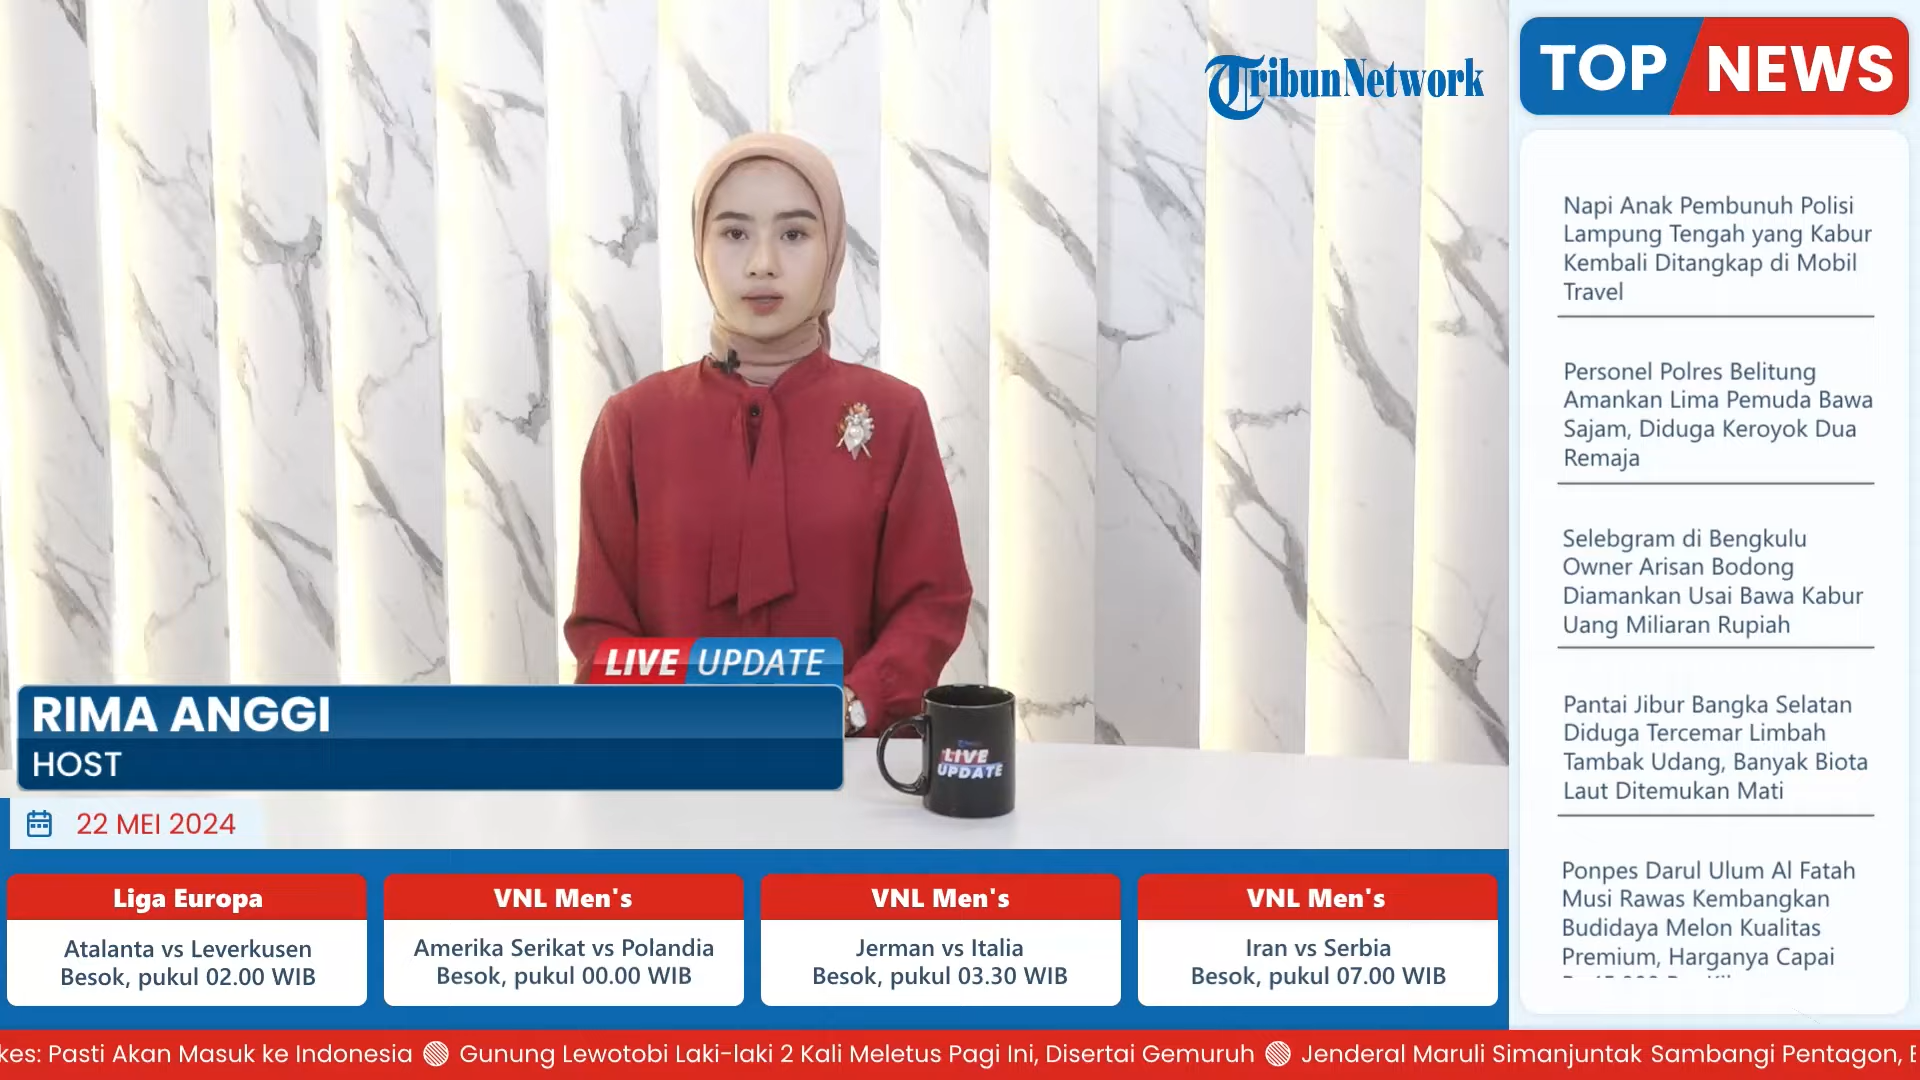 TribunNetwork
TOP NEWS
Napi Anak Pembunuh Polisi
Lampung Tengah yang Kabur
Kembali Ditangkap di Mobil
Travel
Personel Polres Belitung
Amankan Lima Pemuda Bawa
Sajam, Diduga Keroyok Dua
Remaja
Selebgram di Bengkulu
Owner Arisan Bodong
Diamankan Usai Bawa Kabur
Uang Miliaran Rupiah
Pantai Jibur Bangka Selatan
Diduga Tercemar Limbah
Tambak Udang, Banyak Biota
Laut Ditemukan Mati
Ponpes Darul Ulum Al Fatah
Musi Rawas Kembangkan
Budidaya Melon Kualitas
Premium, Harganya Capai
LIVE UPDATE
RIMA ANGGI
HOST
LIVE
UPDATE
22 MEI 2024
Liga Europa
Atalanta vs Leverkusen
Besok, pukul 02.00 WIB
VNL Men's
Amerika Serikat vs Polandia
Besok, pukul 00.00 WIB
VNL Men's
Jerman vs Italia
Besok, pukul 03.30 WIB
VNL Men's
Iran vs Serbia
Besok, pukul 07.00 WIB
kes: Pasti Akan Masuk ke Indonesia Gunung Lewotobi Laki-laki 2 Kali Meletus Pagi Ini, Disertai Gemuruh Jenderal Maruli Simanjuntak Sambangi Pentagon,